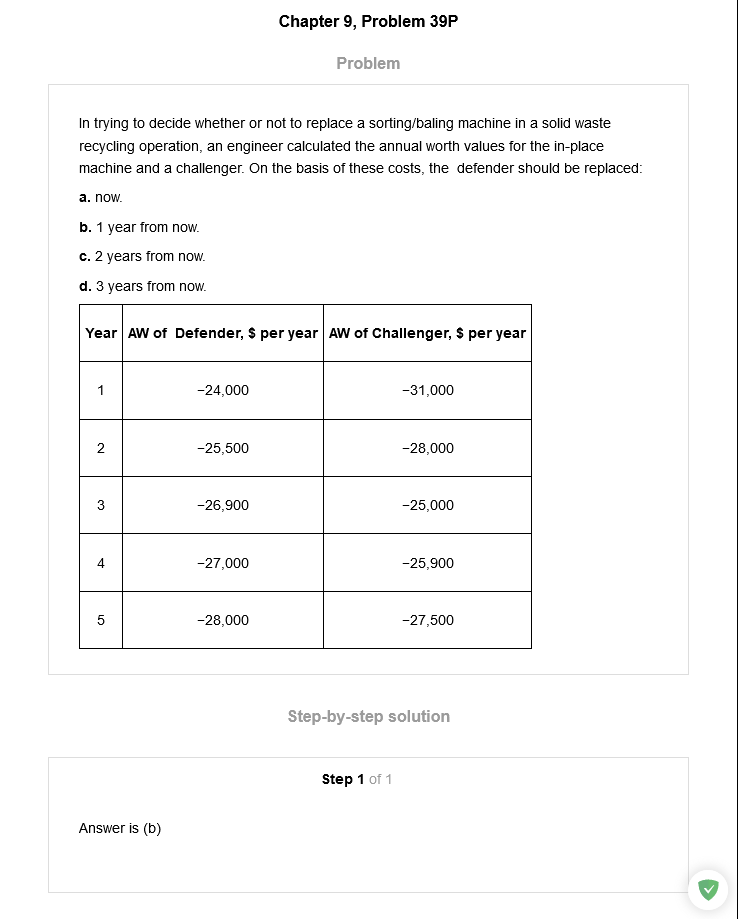 Chapter 9, Problem 39P
Problem
In trying to decide whether or not to replace a sorting/baling machine in a solid waste
recycling operation, an engineer calculated the annual worth values for the in-place
machine and a challenger. On the basis of these costs, the  defender should be replaced:
a. now.
b. 1 year from now.
c. 2 years from now.
d. 3 years from now.
Year AW of  Defender, $ per year AW of Challenger, $ per year
1 −24,000 −31,000
2 −25,500 −28,000
3 −26,900 −25,000
4 −27,000 −25,900
5 −28,000 −27,500
Step-by-step solution
Step 1 of 1
Answer is (b)